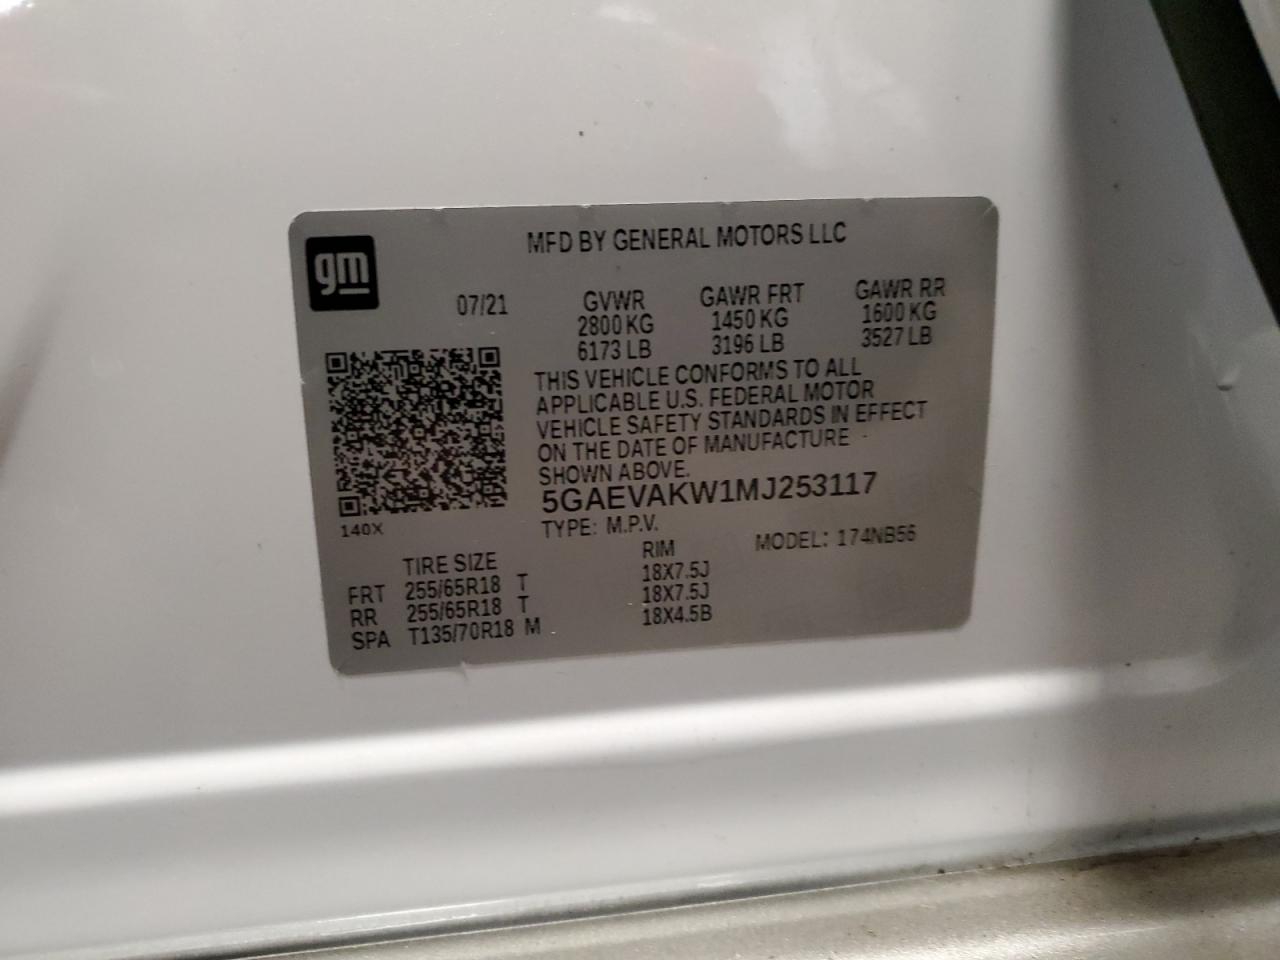 gm
MFD BY GENERAL MOTORS LLC
07/21 GVWR GAWR FRT GAWR RR
2800 KG 1450 KG 1600 KG
6173 LB 3196 LB 3527 LB
THIS VEHICLE CONFORMS TO ALL
APPLICABLE U.S. FEDERAL MOTOR
VEHICLE SAFETY STANDARDS IN EFFECT
ON THE DATE OF MANUFACTURE
SHOWN ABOVE.
5GAEVAKW1MJ253117
140X
TYPE: M.P.V. MODEL: 174NB56
TIRE SIZE RIM
FRT 255/65R18 T 18X7.5J
RR 255/65R18 T 18X7.5J
SPA T135/70R18 M 18X4.5B